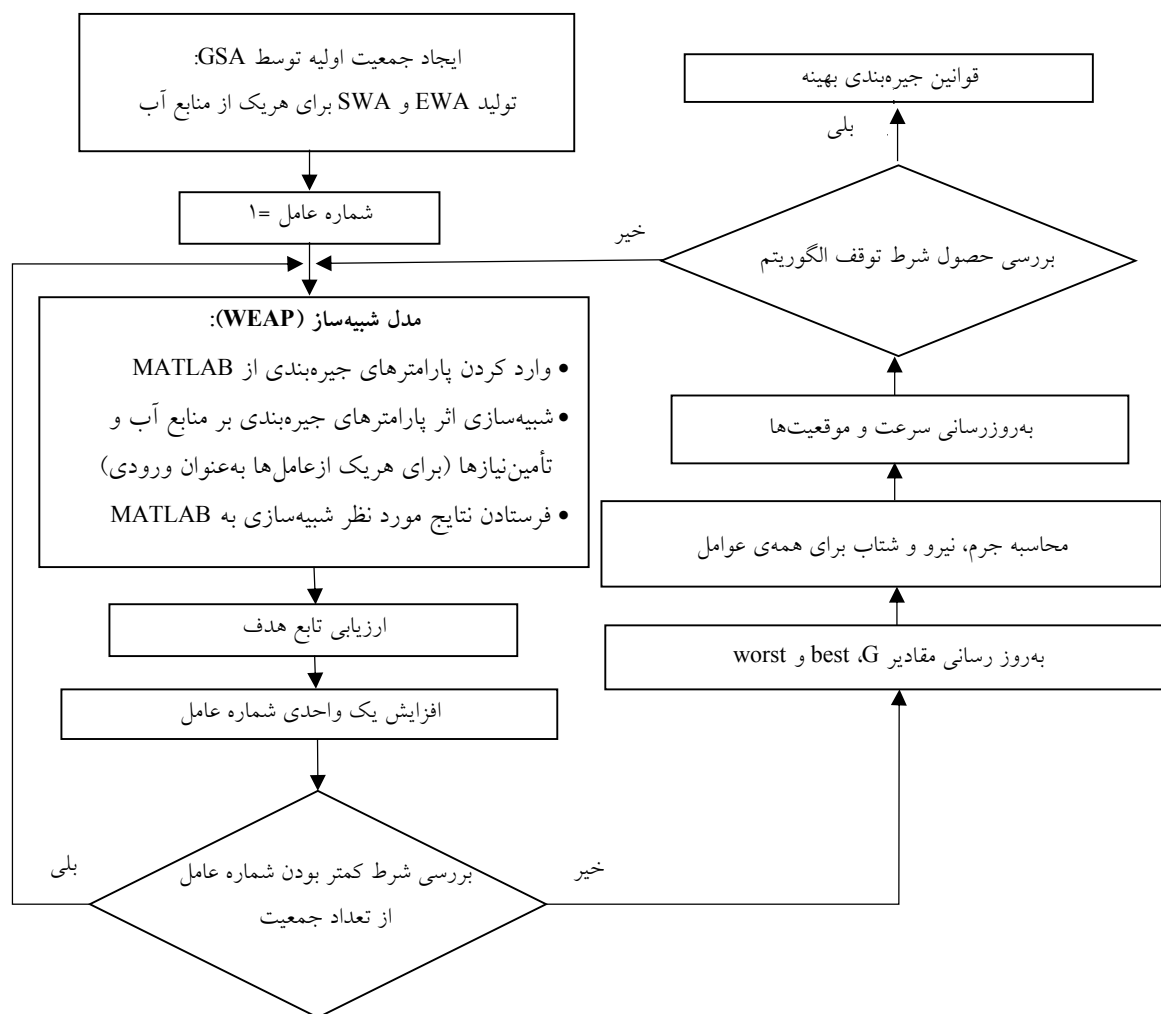 ایجاد جمعیت اولیه توسط GSA:
تولید EWA و SWA برای هریک از منابع آب
شماره عامل =۱
مدل شبیه‌ساز (WEAP):
• وارد کردن پارامترهای جیره‌بندی از MATLAB
• شبیه‌سازی اثر پارامترهای جیره‌بندی بر منابع آب و
تأمین‌نیازها (برای هریک ازعامل‌ها به‌عنوان ورودی)
• فرستادن نتایج مورد نظر شبیه‌سازی به MATLAB
ارزیابی تابع هدف
افزایش یک واحدی شماره عامل
بررسی شرط کمتر بودن شماره عامل
از تعداد جمعیت
بلی
خیر
به‌روز رسانی مقادیر best ،G و worst
محاسبه جرم، نیرو و شتاب برای همه‌ی عوامل
به‌روزرسانی سرعت و موقعیت‌ها
بررسی حصول شرط توقف الگوریتم
خیر
بلی
قوانین جیره‌بندی بهینه